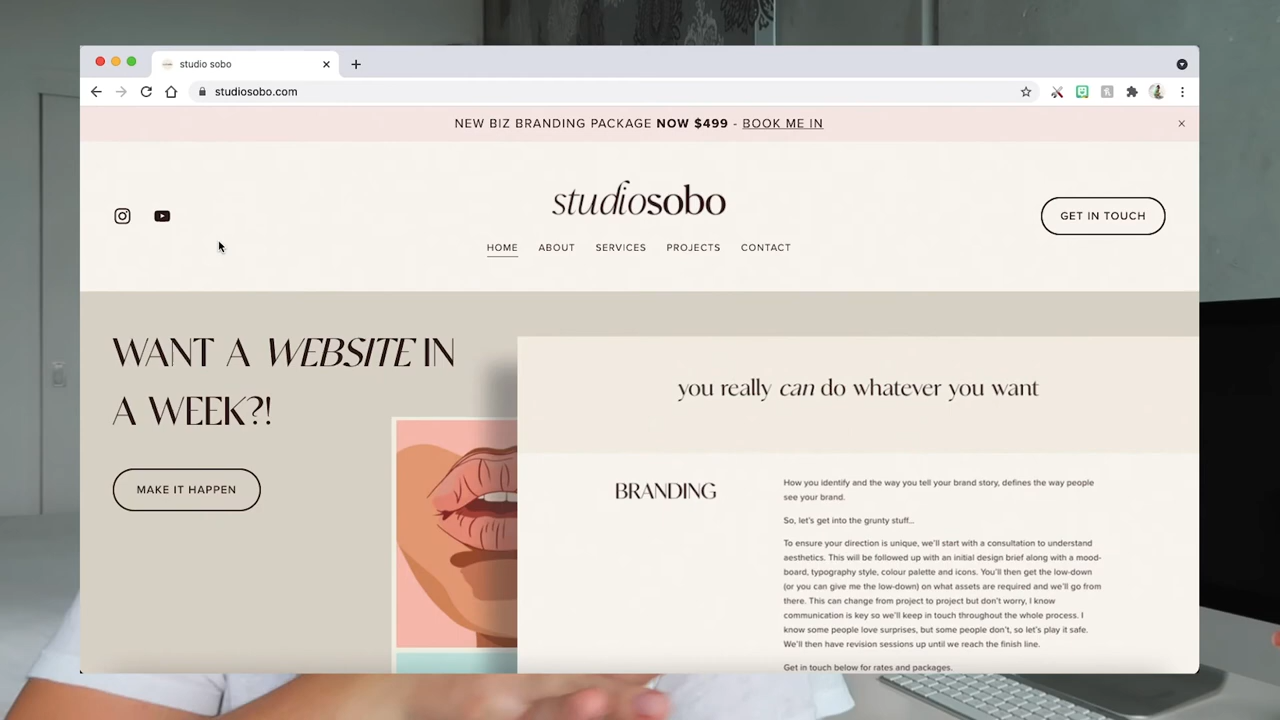 studio sobo
studiosobo.com
NEW BIZ BRANDING PACKAGE NOW $499 - BOOK ME IN
studiosobo
GET IN TOUCH
HOME ABOUT SERVICES PROJECTS CONTACT
WANT A WEBSITE IN
A WEEK?!
MAKE IT HAPPEN
you really can do whatever you want
BRANDING
How you identify and the way you tell your brand story, defines the way people
see your brand.
So, let's get into the grunty stuff...
To ensure your direction is unique, we'll start with a consultation to understand
aesthetics. This will be followed up with an initial design brief along with a mood-
board, typography style, colour palette and icons. You'll then get the low-down
(or you can give me the low-down) on what assets are required and we'll go from
there. This can change from project to project but don't worry, I know
communication is key so we'll keep in touch throughout the whole process. I
know some people love surprises, but some people don't, so let's play it safe.
We'll then have revision sessions up until we reach the finish line.
Get in touch below for rates and packages.